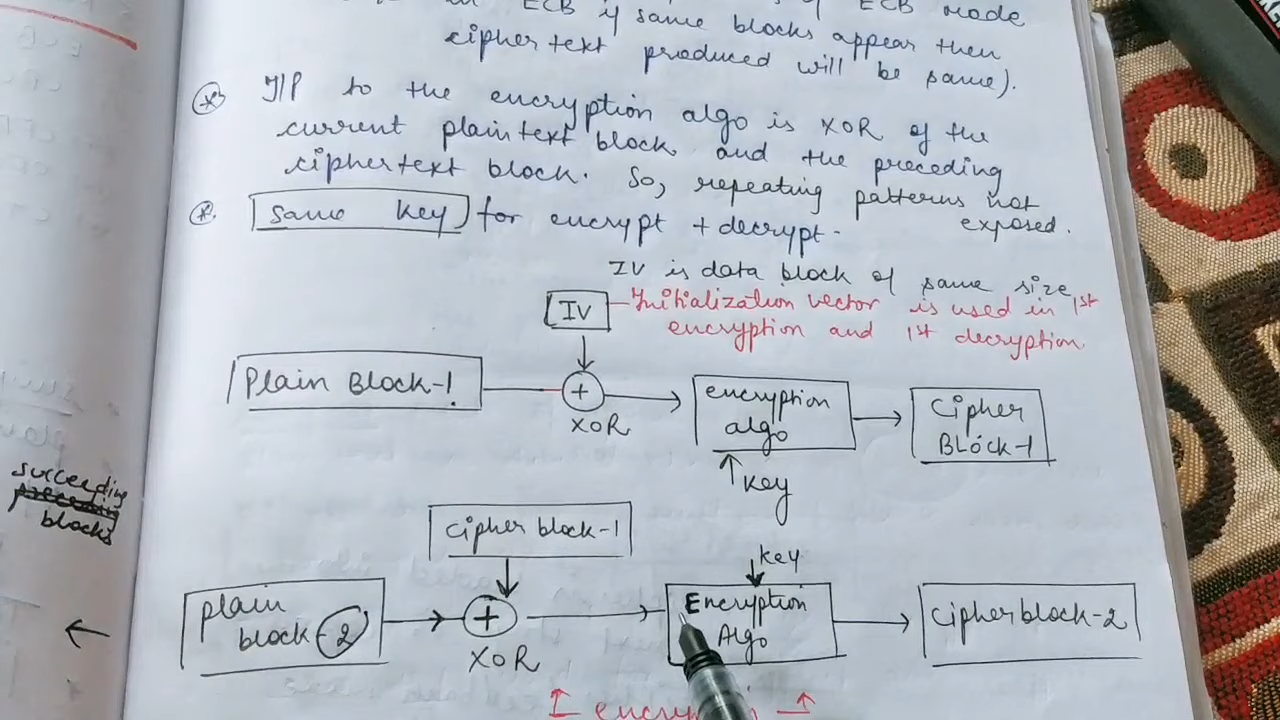 ECB if same blocks appear then
ECB mode
cipher text produced will be same).
I/P to the encryption algo is XOR of the
current plaintext block and the preceding
ciphertext block. So, repeating patterns not
exposed.
Same Key for encrypt + decrypt.
IV is data block of same size
IV - Initialization vector is used in 1st
encryption and 1st decryption.
Plain Block-1
+
XOR
encryption
algo
Cipher
Block-1
Key
succeeding
blocks
Cipher block-1
key
plain
block-2
+
XOR
Encryption
Algo
Cipherblock-2